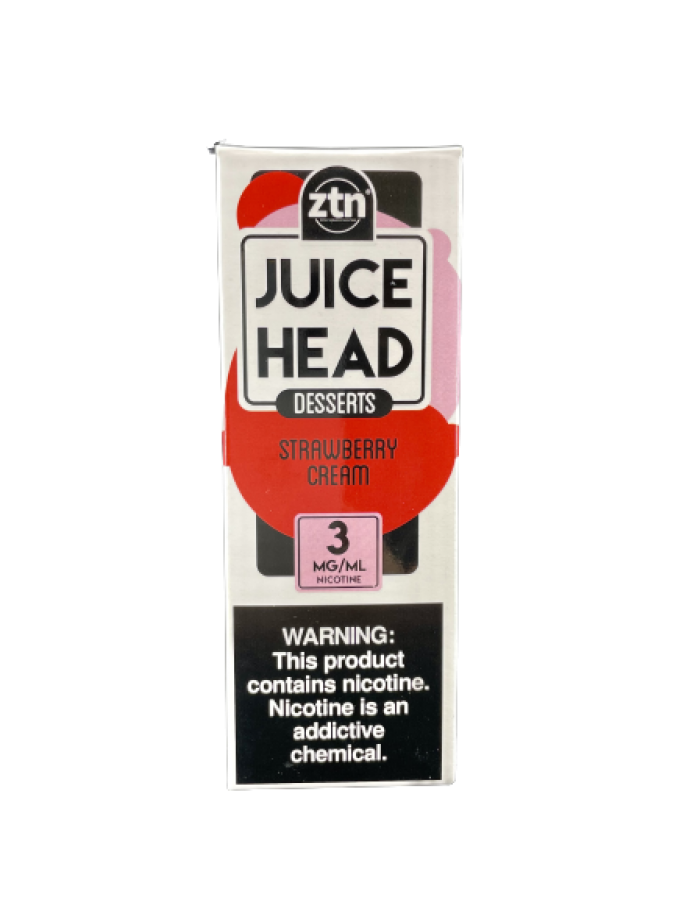 ztn®
JUICE
HEAD
DESSERTS
STRAWBERRY
CREAM
3
MG/ML
NICOTINE
WARNING:
This product
contains nicotine.
Nicotine is an
addictive
chemical.